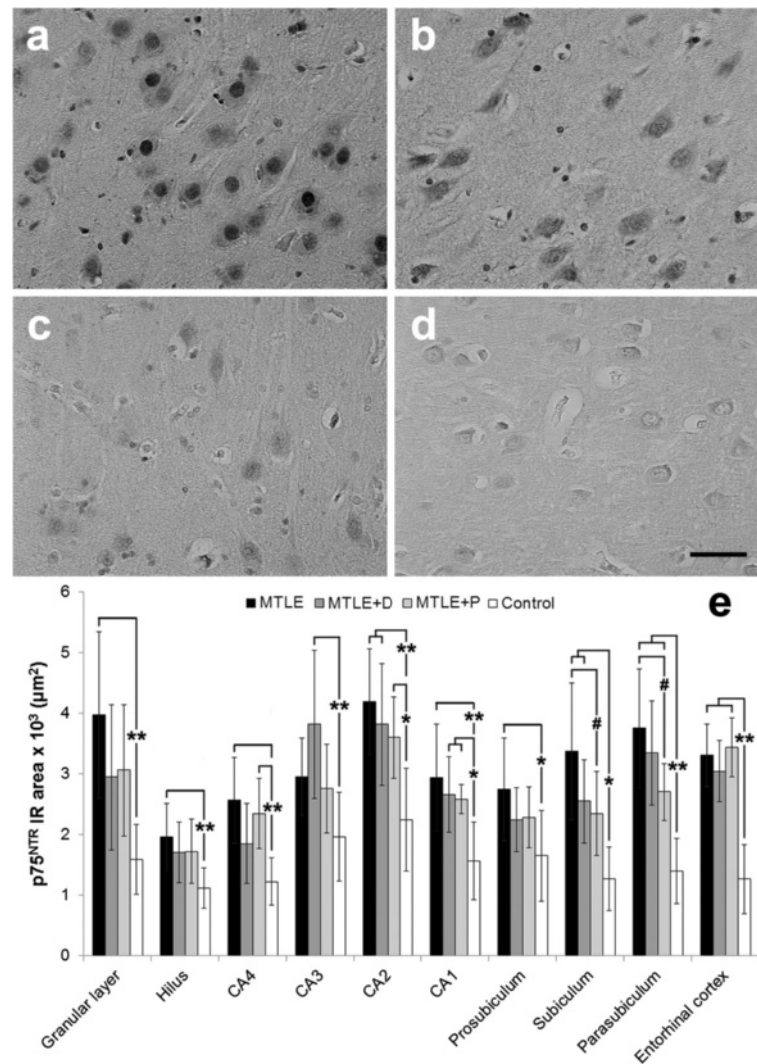 a
b
c
d
e
MTLE MTLE+D MTLE+P Control
p75NTR IR area x 10³ (µm²)
6
5
4
3
2
1
0
** ** ** ** ** * ** * * # * # ** **
Granular layer
Hilus
CA4
CA3
CA2
CA1
Prosubiculum
Subiculum
Parasubiculum
Entorhinal cortex